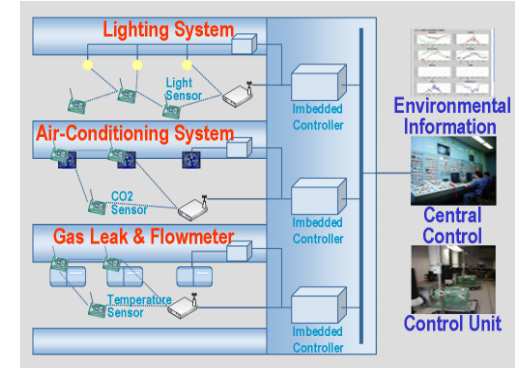 Lighting System
Light
Sensor
Imbedded
Controller
Environmental
Information
Air-Conditioning System
CO2
Sensor
Imbedded
Controller
Central
Control
Gas Leak & Flowmeter
Temperature
Sensor
Imbedded
Controller
Control Unit